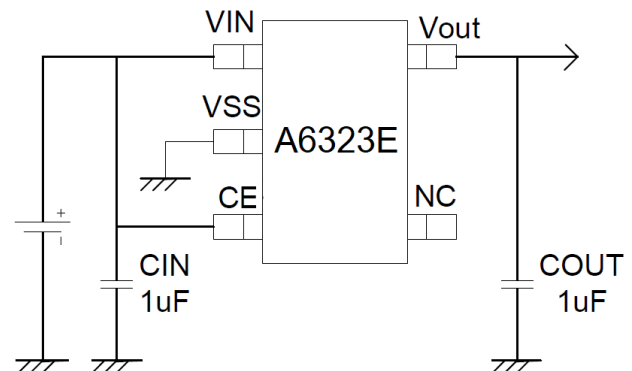 VIN
Vout
VSS
A6323E
CE
NC
+
CIN
1uF
COUT
1uF